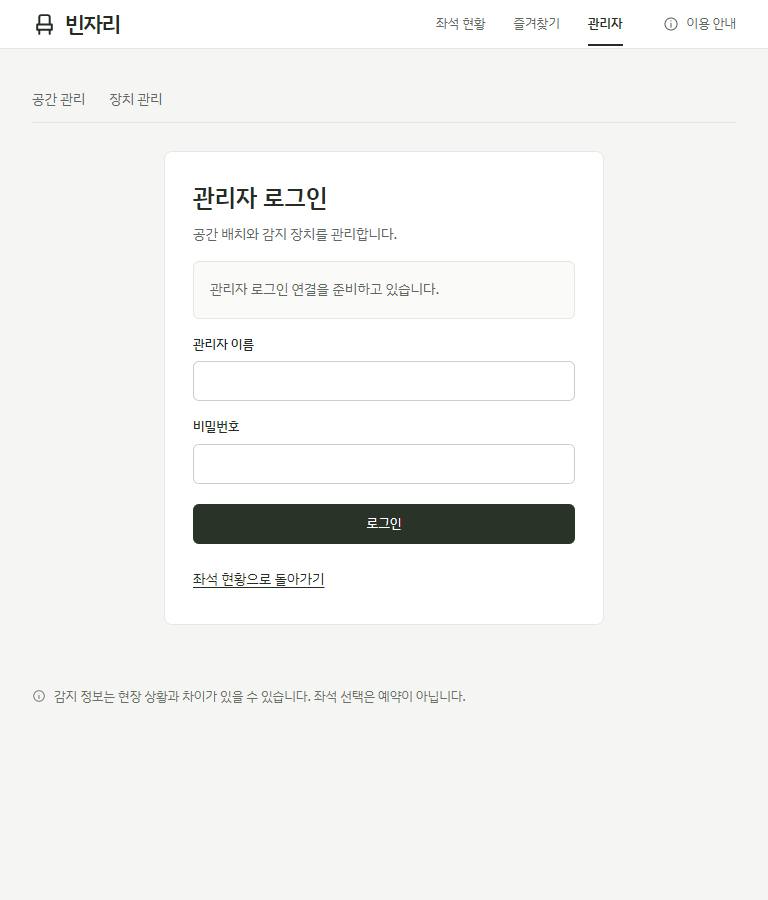 빈자리
좌석 현황
즐겨찾기
관리자
이용 안내
공간 관리
장치 관리
관리자 로그인
공간 배치와 감지 장치를 관리합니다.
관리자 로그인 연결을 준비하고 있습니다.
관리자 이름
비밀번호
로그인
좌석 현황으로 돌아가기
감지 정보는 현장 상황과 차이가 있을 수 있습니다. 좌석 선택은 예약이 아닙니다.